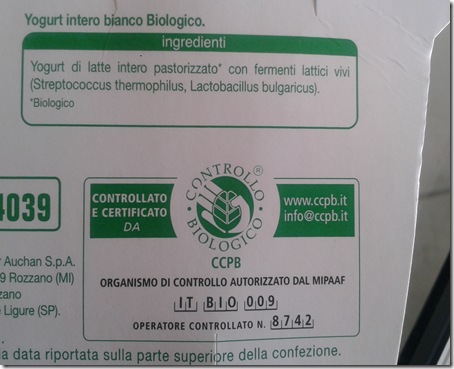 Yogurt intero bianco Biologico.
ingredienti
Yogurt di latte intero pastorizzato* con fermenti lattici vivi
(Streptococcus thermophilus, Lactobacillus bulgaricus).
*Biologico
4039
CONTROLLATO
E CERTIFICATO
DA
CONTROLLO
BIOLOGICO
®
www.ccpb.it
info@ccpb.it
CCPB
ORGANISMO DI CONTROLLO AUTORIZZATO DAL MIPAAF
IT BIO 009
OPERATORE CONTROLLATO N. 8742
r Auchan S.p.A.
9 Rozzano (MI)
zano
e Ligure (SP).
a data riportata sulla parte superiore della confezione.